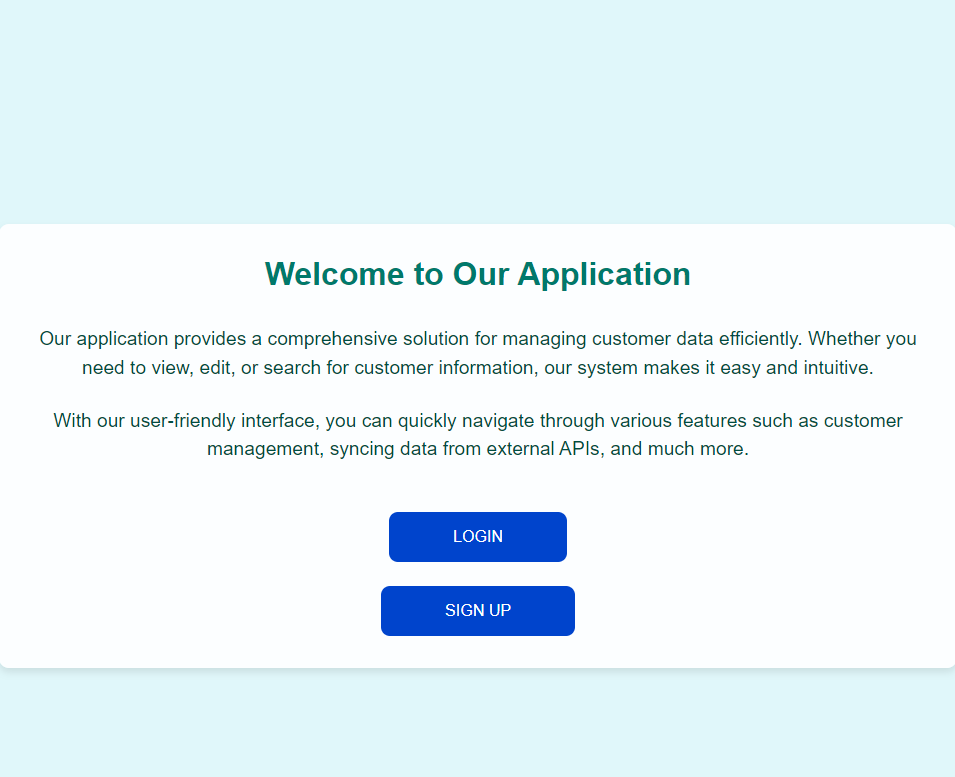 Welcome to Our Application
Our application provides a comprehensive solution for managing customer data efficiently. Whether you
need to view, edit, or search for customer information, our system makes it easy and intuitive.
With our user-friendly interface, you can quickly navigate through various features such as customer
management, syncing data from external APIs, and much more.
LOGIN
SIGN UP